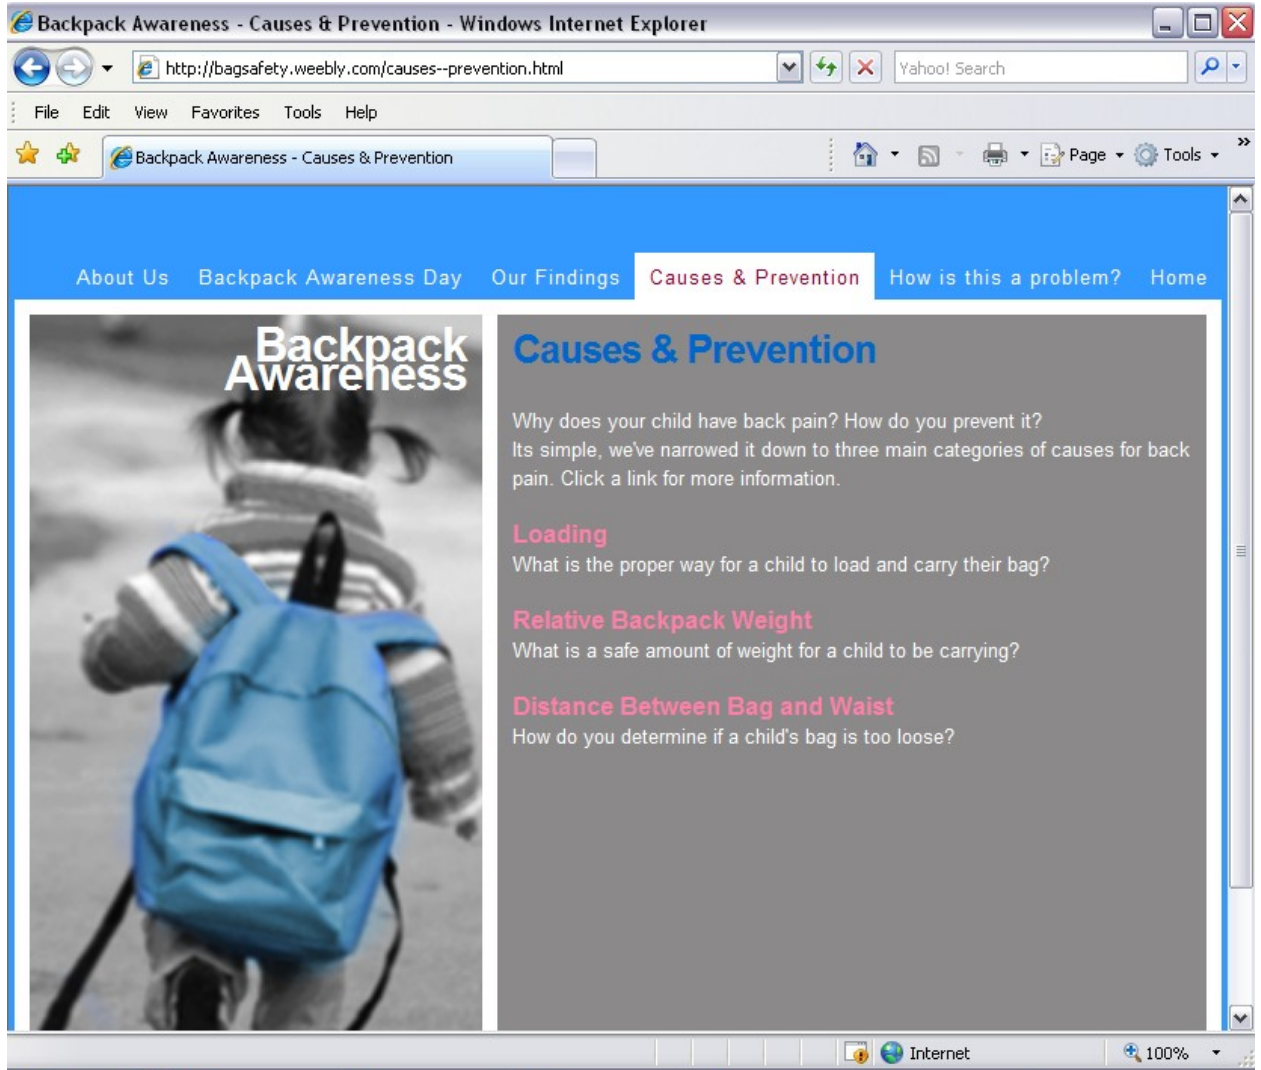 Backpack Awareness - Causes & Prevention - Windows Internet Explorer
http://bagsafety.weebly.com/causes--prevention.html
Yahoo! Search
File Edit View Favorites Tools Help
Backpack Awareness - Causes & Prevention
Page Tools
About Us Backpack Awareness Day Our Findings Causes & Prevention How is this a problem? Home
Backpack
Awareness
Causes & Prevention
Why does your child have back pain? How do you prevent it?
Its simple, we've narrowed it down to three main categories of causes for back
pain. Click a link for more information.
Loading
What is the proper way for a child to load and carry their bag?
Relative Backpack Weight
What is a safe amount of weight for a child to be carrying?
Distance Between Bag and Waist
How do you determine if a child's bag is too loose?
Internet
100%